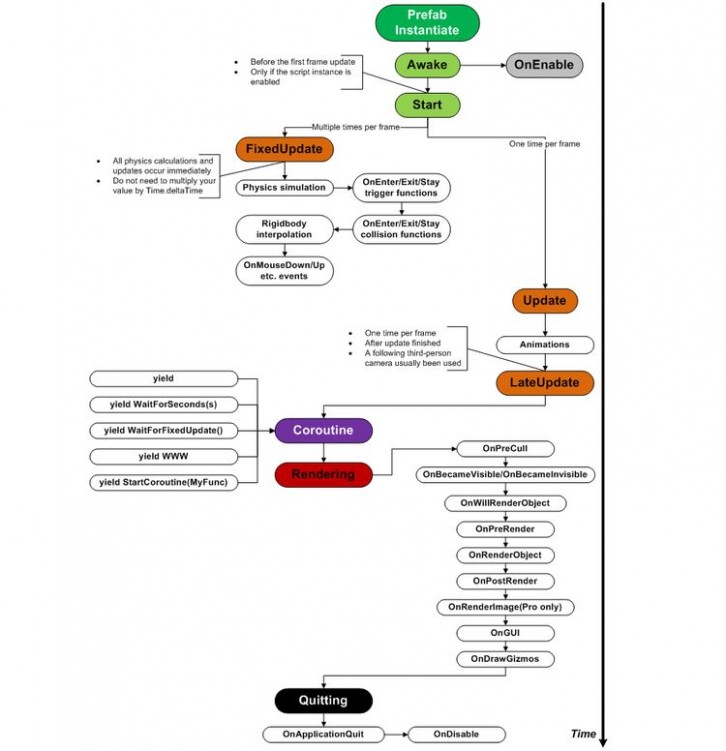 Prefab
Instantiate
Awake
OnEnable
• Before the first frame update
• Only if the script instance is
enabled
Start
Multiple times per frame
One time per frame
FixedUpdate
• All physics calculations and
updates occur immediately
• Do not need to multiply your
value by Time.deltaTime
Physics simulation
OnEnter/Exit/Stay
trigger functions
Rigidbody
interpolation
OnEnter/Exit/Stay
collision functions
OnMouseDown/Up
etc. events
Update
• One time per frame
• After update finished
• A following third-person
camera usually been used
Animations
LateUpdate
yield
yield WaitForSeconds(s)
yield WaitForFixedUpdate()
yield WWW
yield StartCoroutine(MyFunc)
Coroutine
Rendering
OnPreCull
OnBecameVisible/OnBecameInvisible
OnWillRenderObject
OnPreRender
OnRenderObject
OnPostRender
OnRenderImage(Pro only)
OnGUI
OnDrawGizmos
Quitting
OnApplicationQuit
OnDisable
Time